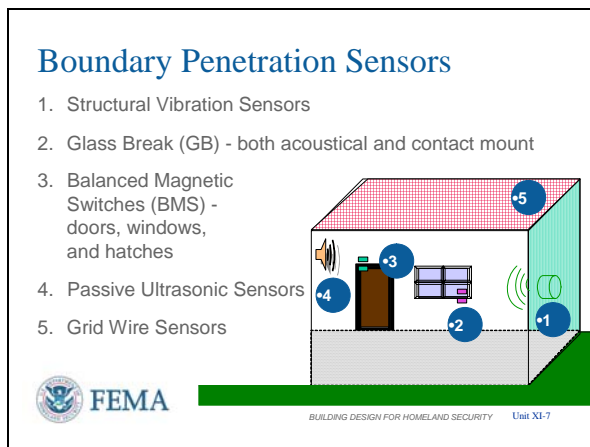 Boundary Penetration Sensors
1. Structural Vibration Sensors
2. Glass Break (GB) - both acoustical and contact mount
3. Balanced Magnetic
Switches (BMS) -
doors, windows,
and hatches
4. Passive Ultrasonic Sensors
5. Grid Wire Sensors
•5
•3
•4
•2
•1
FEMA
BUILDING DESIGN FOR HOMELAND SECURITY Unit XI-7